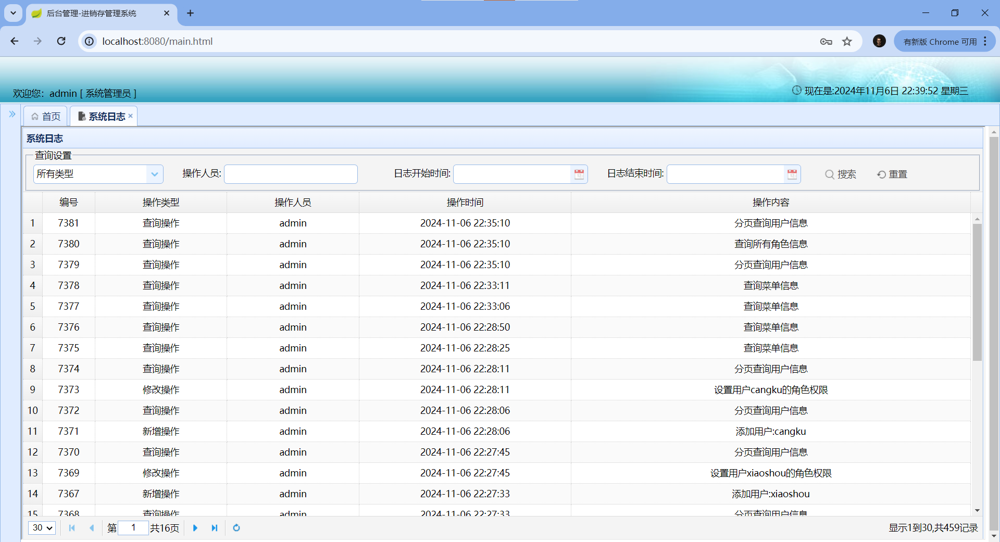 后台管理-进销存管理系统
localhost:8080/main.html
有新版 Chrome 可用
欢迎您：admin [ 系统管理员 ]
现在是:2024年11月6日 22:39:52 星期三
首页
系统日志
系统日志
查询设置
所有类型 操作人员: 日志开始时间: 日志结束时间: 搜索 重置
编号 操作类型 操作人员 操作时间 操作内容
1 7381 查询操作 admin 2024-11-06 22:35:10 分页查询用户信息
2 7380 查询操作 admin 2024-11-06 22:35:10 查询所有角色信息
3 7379 查询操作 admin 2024-11-06 22:35:10 分页查询用户信息
4 7378 查询操作 admin 2024-11-06 22:33:11 查询菜单信息
5 7377 查询操作 admin 2024-11-06 22:33:06 查询菜单信息
6 7376 查询操作 admin 2024-11-06 22:28:50 查询菜单信息
7 7375 查询操作 admin 2024-11-06 22:28:25 查询菜单信息
8 7374 查询操作 admin 2024-11-06 22:28:11 分页查询用户信息
9 7373 修改操作 admin 2024-11-06 22:28:11 设置用户cangku的角色权限
10 7372 查询操作 admin 2024-11-06 22:28:06 分页查询用户信息
11 7371 新增操作 admin 2024-11-06 22:28:06 添加用户:cangku
12 7370 查询操作 admin 2024-11-06 22:27:45 分页查询用户信息
13 7369 修改操作 admin 2024-11-06 22:27:45 设置用户xiaoshou的角色权限
14 7367 新增操作 admin 2024-11-06 22:27:33 添加用户:xiaoshou
15 7368 查询操作 admin 2024-11-06 22:27:33 分页查询用户信息
30 第 1 共16页 显示1到30,共459记录